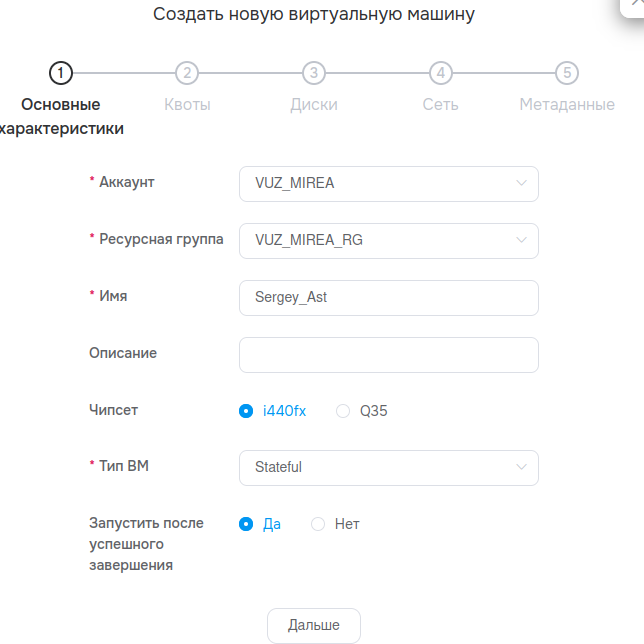 Создать новую виртуальную машину
1 2 3 4 5
Основные характеристики Квоты Диски Сеть Метаданные
* Аккаунт VUZ_MIREA
* Ресурсная группа VUZ_MIREA_RG
* Имя Sergey_Ast
Описание
Чипсет i440fx Q35
* Тип ВМ Stateful
Запустить после Да Нет
успешного
завершения
Дальше